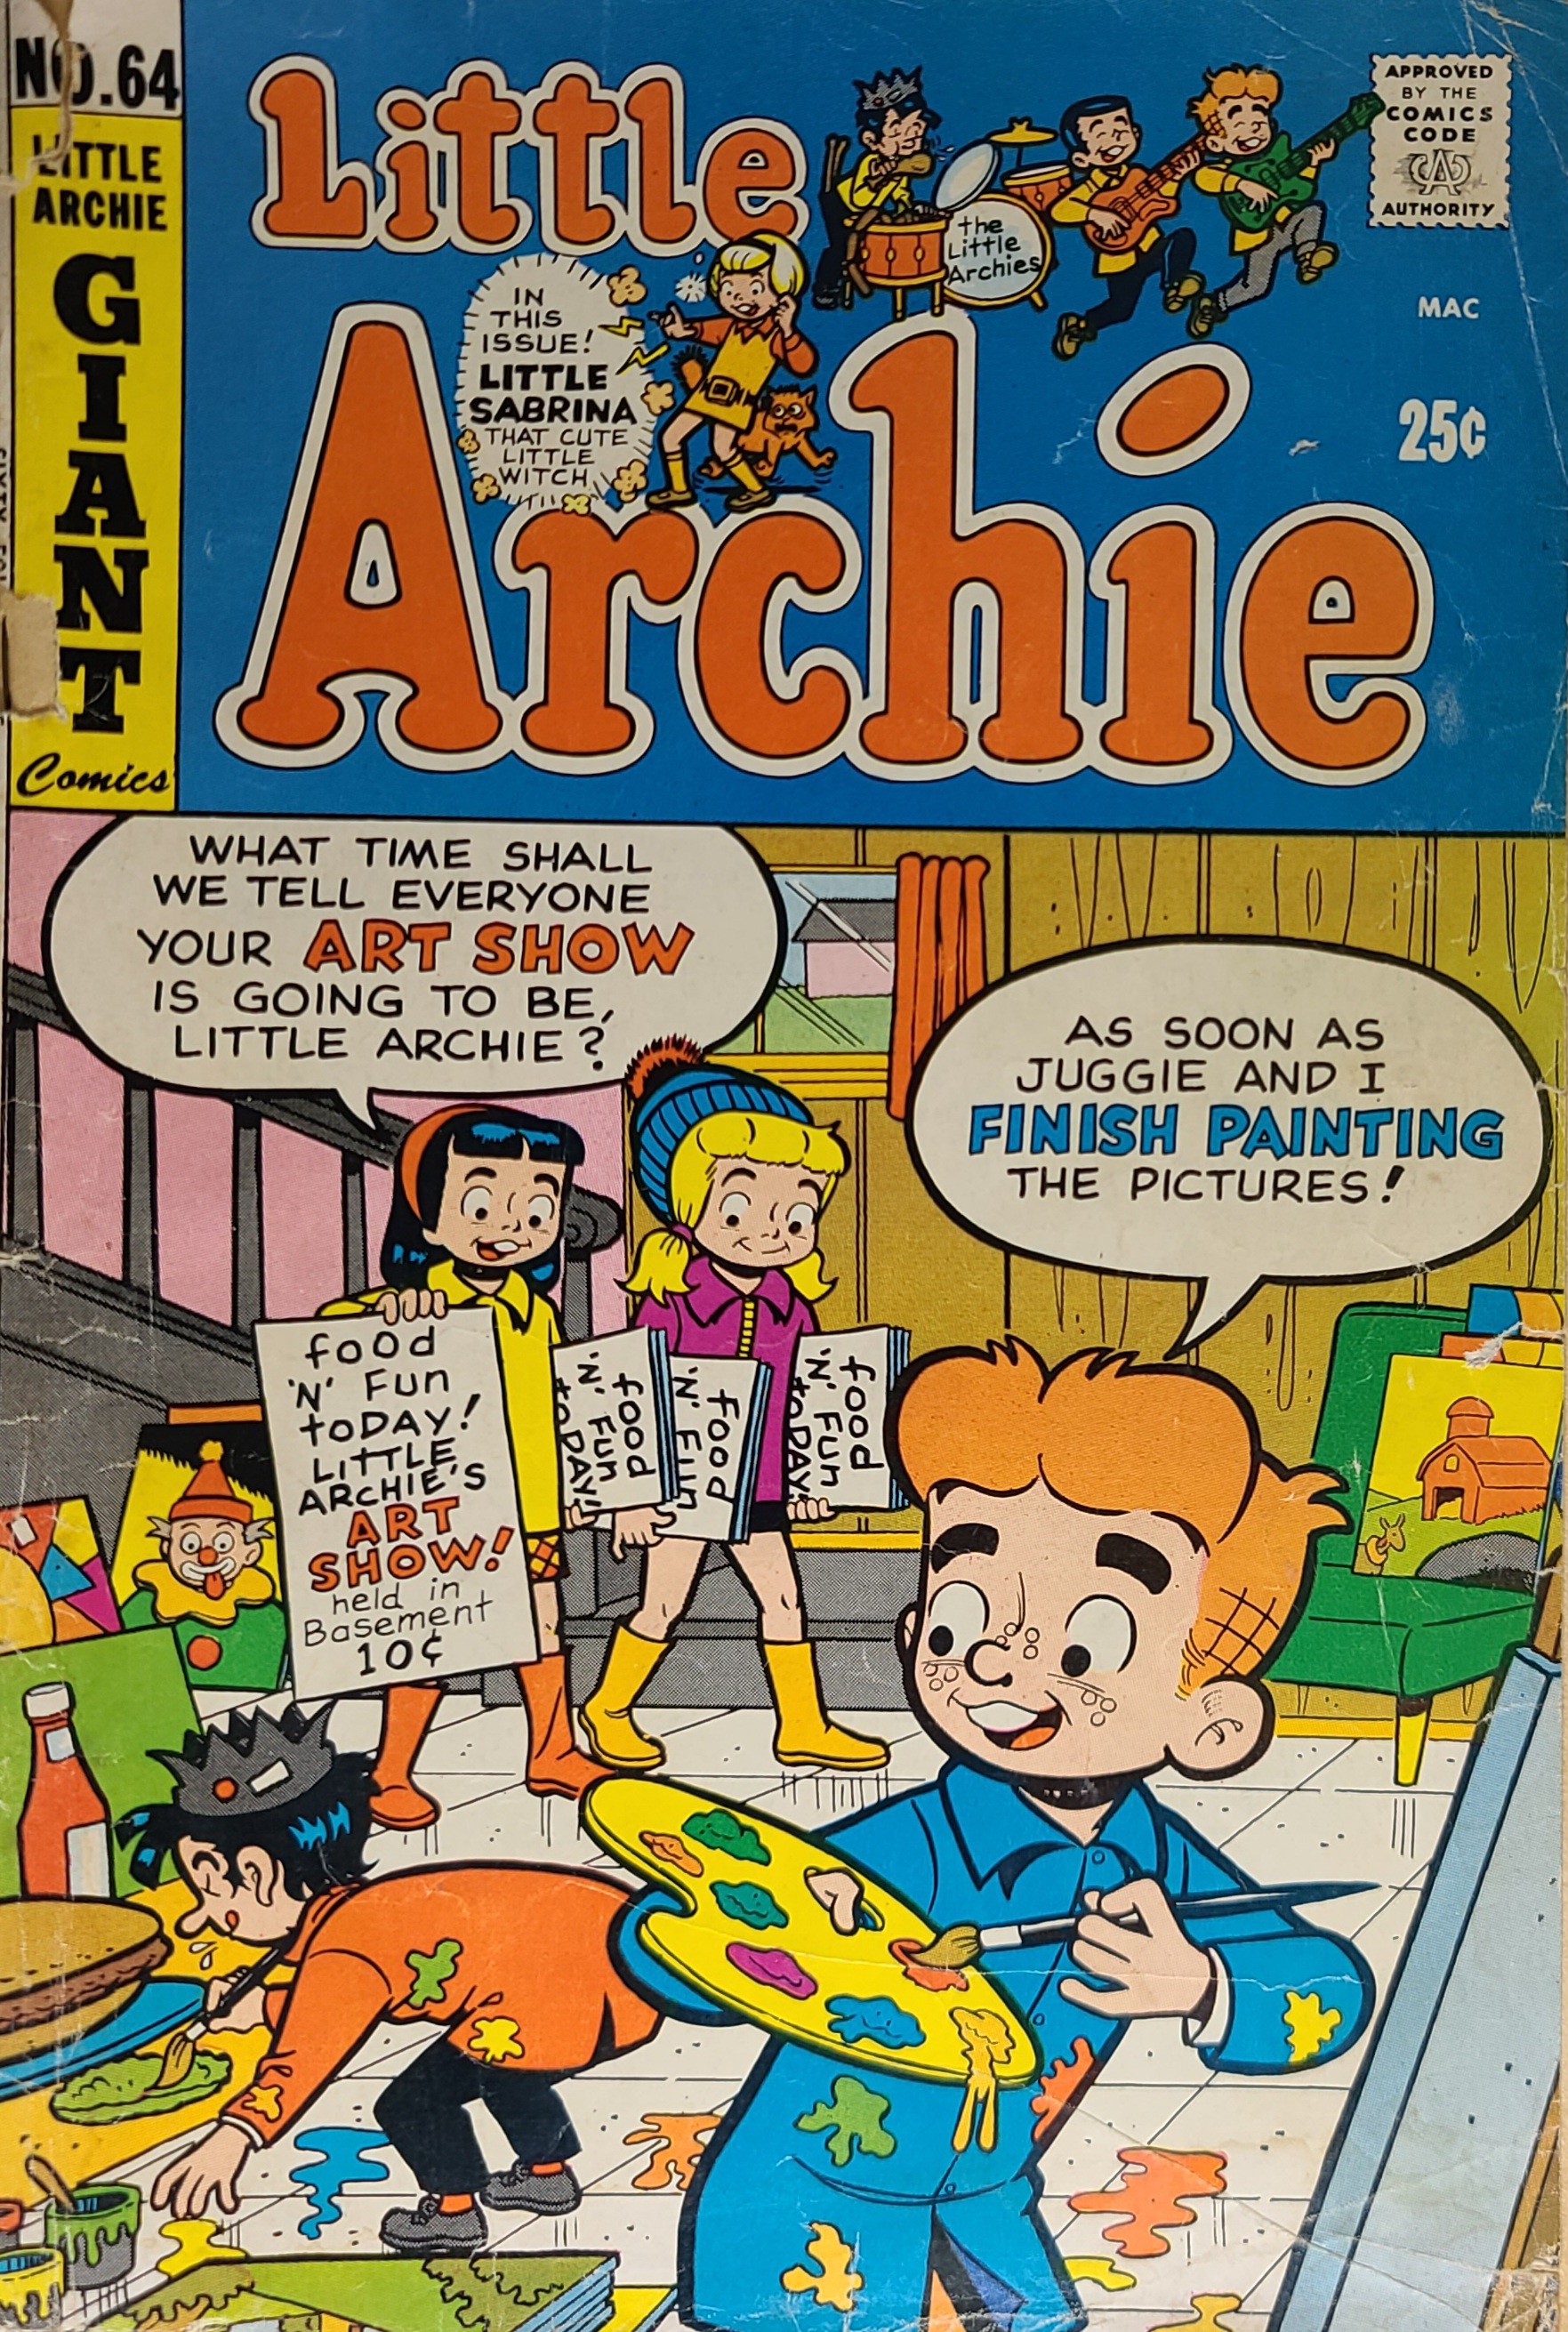 NO.64
LITTLE
ARCHIE
GIANT
Comics
Little
Archie
the
Little
Archies
APPROVED
BY THE
COMICS
CODE
CA
AUTHORITY
MAC
25¢
IN
THIS
ISSUE!
LITTLE
SABRINA
THAT CUTE
LITTLE
WITCH
WHAT TIME SHALL
WE TELL EVERYONE
YOUR ART SHOW
IS GOING TO BE,
LITTLE ARCHIE?
AS SOON AS
JUGGIE AND I
FINISH PAINTING
THE PICTURES!
food
'N' Fun
toDAY!
LITTLE
ARCHIE'S
ART
SHOW!
held in
Basement
10¢
food
'N' Fun
toDAY!
food
'N' Fun
food
'N' Fun
toDAY